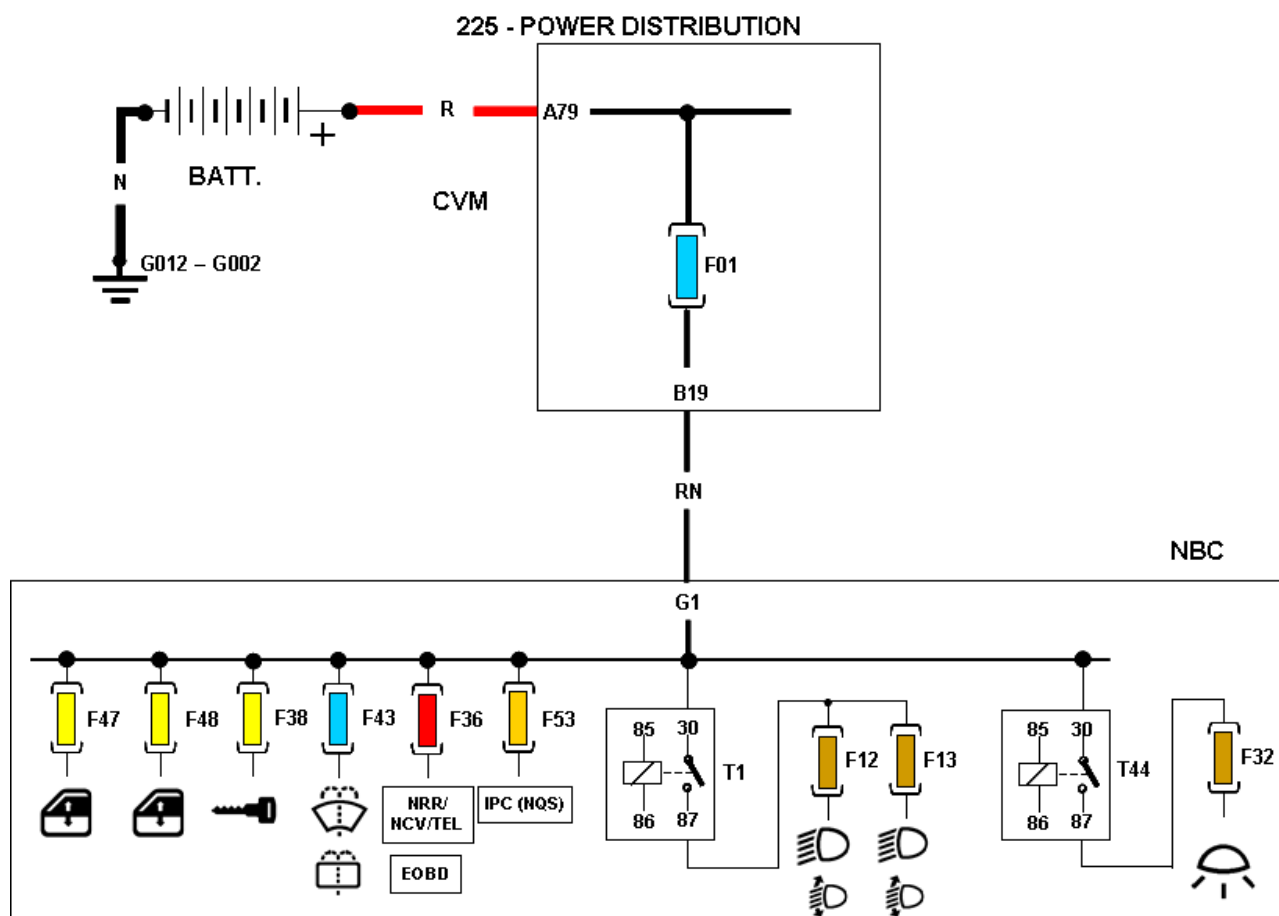 225 - POWER DISTRIBUTION
R
A79
+
BATT.
N
CVM
G012 – G002
F01
B19
RN
NBC
G1
F47
F48
F38
F43
F36
F53
85 30
T1
86 87
F12
F13
85 30
T44
86 87
F32
NRR/
NCV/TEL
IPC (NQS)
EOBD